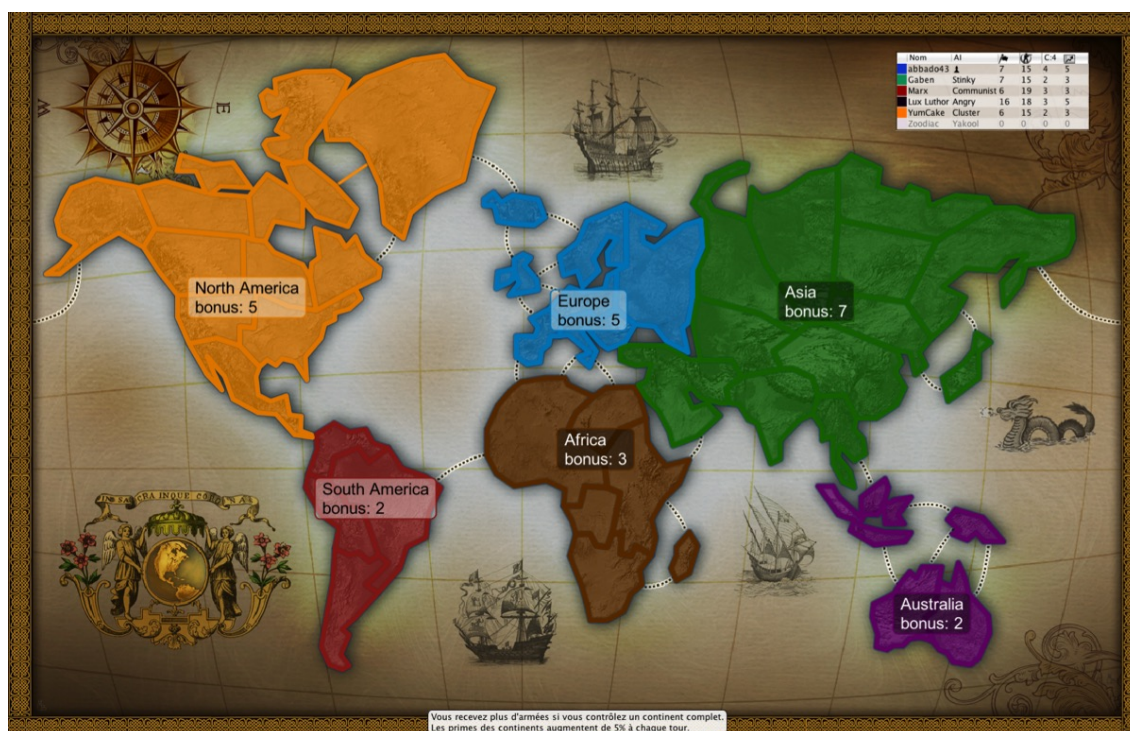 Nom AI C:4
abbado43 7 15 4 5
Gaben Stinky 7 15 2 3
Marx Communist 6 19 3 3
Lux Luthor Angry 16 18 3 5
YumCake Cluster 6 15 2 3
Zoodiac Yakool 0 0 0 0
W
E
North America
bonus: 5
Europe
bonus: 5
Asia
bonus: 7
Africa
bonus: 3
South America
bonus: 2
Australia
bonus: 2
Vous recevez plus d'armées si vous contrôlez un continent complet.
Les primes des continents augmentent de 5% à chaque tour.